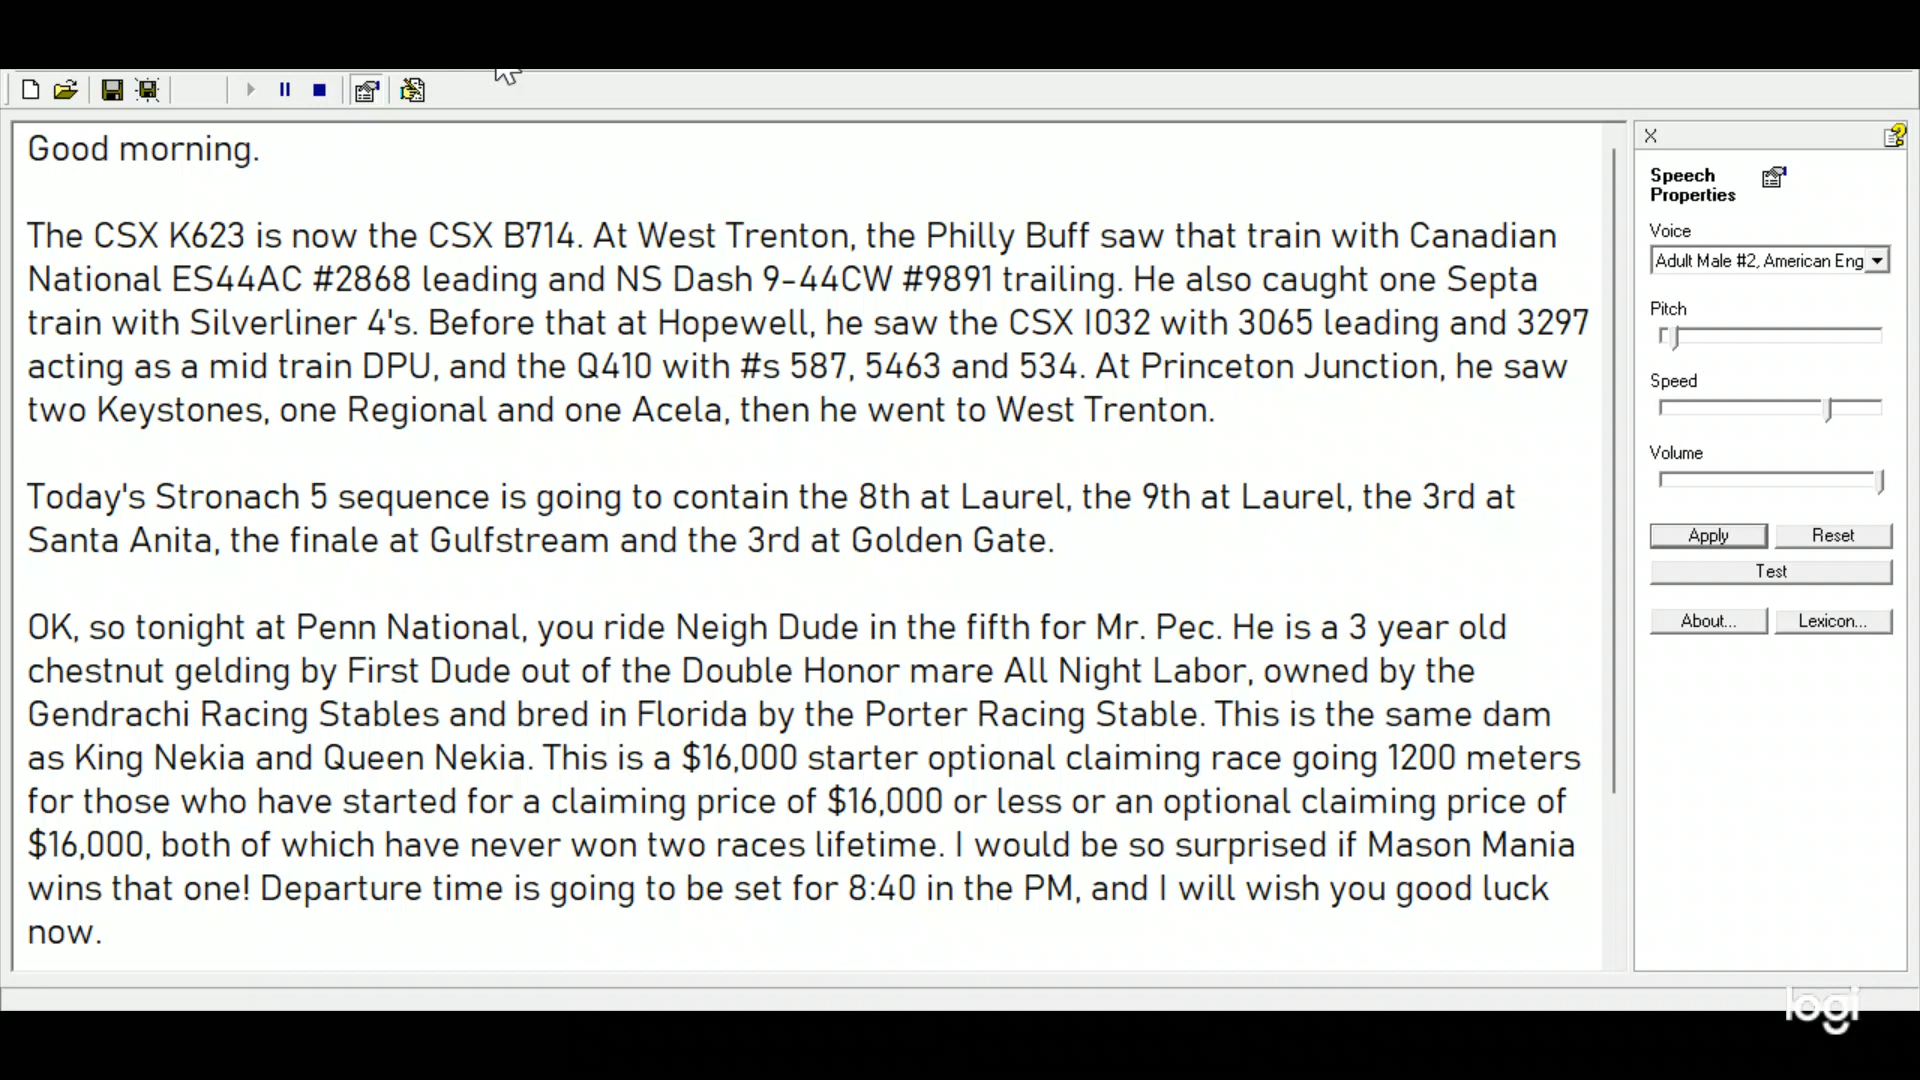 Good morning.
The CSX K623 is now the CSX B714. At West Trenton, the Philly Buff saw that train with Canadian
National ES44AC #2868 leading and NS Dash 9-44CW #9891 trailing. He also caught one Septa
train with Silverliner 4's. Before that at Hopewell, he saw the CSX I032 with 3065 leading and 3297
acting as a mid train DPU, and the Q410 with #s 587, 5463 and 534. At Princeton Junction, he saw
two Keystones, one Regional and one Acela, then he went to West Trenton.
Today's Stronach 5 sequence is going to contain the 8th at Laurel, the 9th at Laurel, the 3rd at
Santa Anita, the finale at Gulfstream and the 3rd at Golden Gate.
OK, so tonight at Penn National, you ride Neigh Dude in the fifth for Mr. Pec. He is a 3 year old
chestnut gelding by First Dude out of the Double Honor mare All Night Labor, owned by the
Gendrachi Racing Stables and bred in Florida by the Porter Racing Stable. This is the same dam
as King Nekia and Queen Nekia. This is a $16,000 starter optional claiming race going 1200 meters
for those who have started for a claiming price of $16,000 or less or an optional claiming price of
$16,000, both of which have never won two races lifetime. I would be so surprised if Mason Mania
wins that one! Departure time is going to be set for 8:40 in the PM, and I will wish you good luck
now.
Speech
Properties
Voice
Adult Male #2, American Eng
Pitch
Speed
Volume
Apply
Reset
Test
About...
Lexicon...
logi